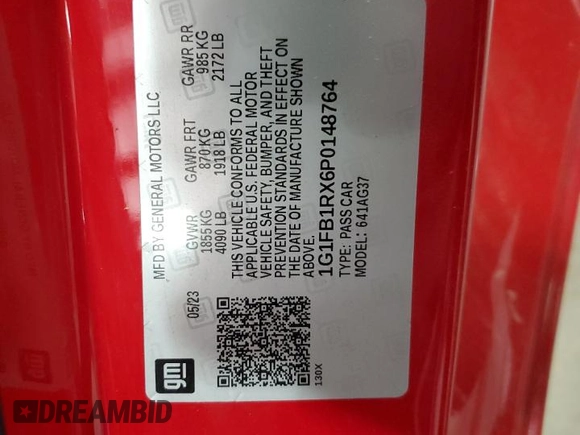 gm
MFD BY GENERAL MOTORS LLC
05/23
GVWR GAWR FRT GAWR RR
1855 KG 870 KG 985 KG
4090 LB 1918 LB 2172 LB
THIS VEHICLE CONFORMS TO ALL
APPLICABLE U.S. FEDERAL MOTOR
VEHICLE SAFETY, BUMPER, AND THEFT
PREVENTION STANDARDS IN EFFECT ON
THE DATE OF MANUFACTURE SHOWN
ABOVE.
1G1FB1RX6P0148764
TYPE: PASS CAR
MODEL: 641AG37
130X
DREAMBID